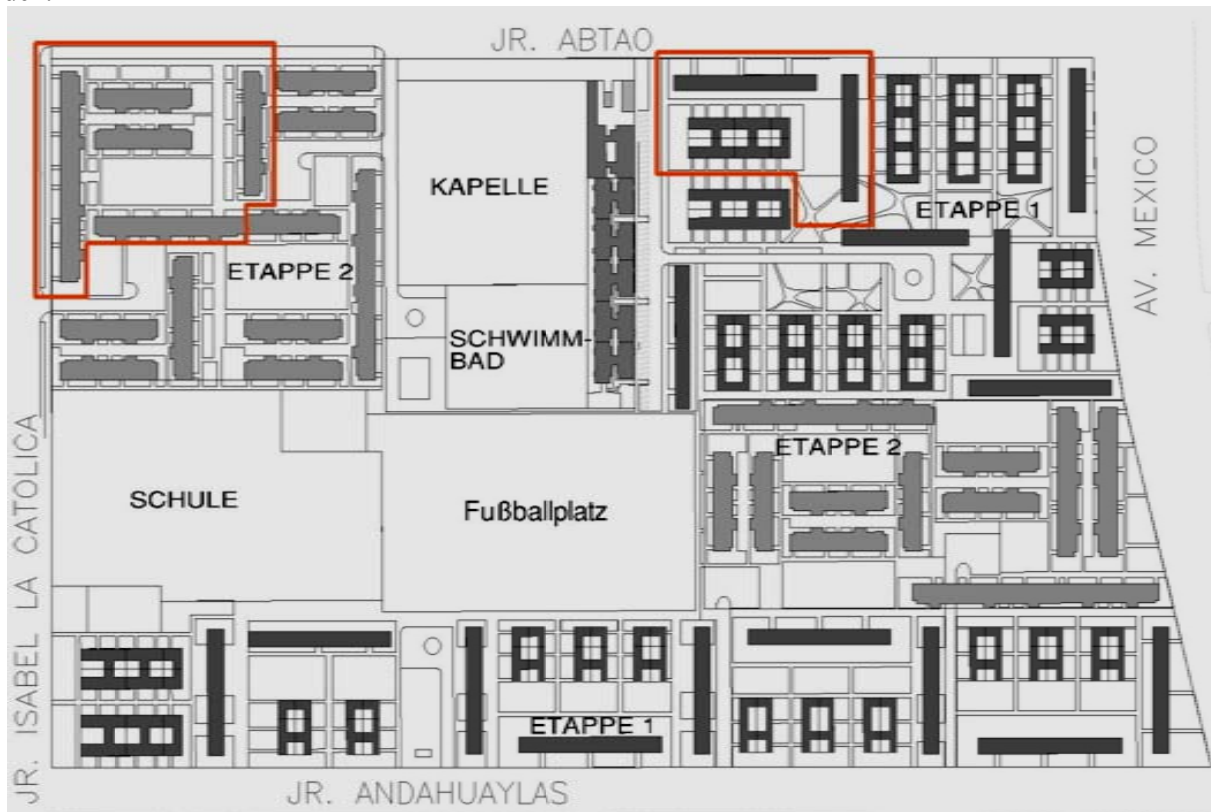 JR. ABTAO
KAPELLE
ETAPPE 1
AV. MEXICO
ETAPPE 2
SCHWIMM-
BAD
ETAPPE 2
SCHULE
Fußballplatz
JR. ISABEL LA CATOLICA
ETAPPE 1
JR. ANDAHUAYLAS